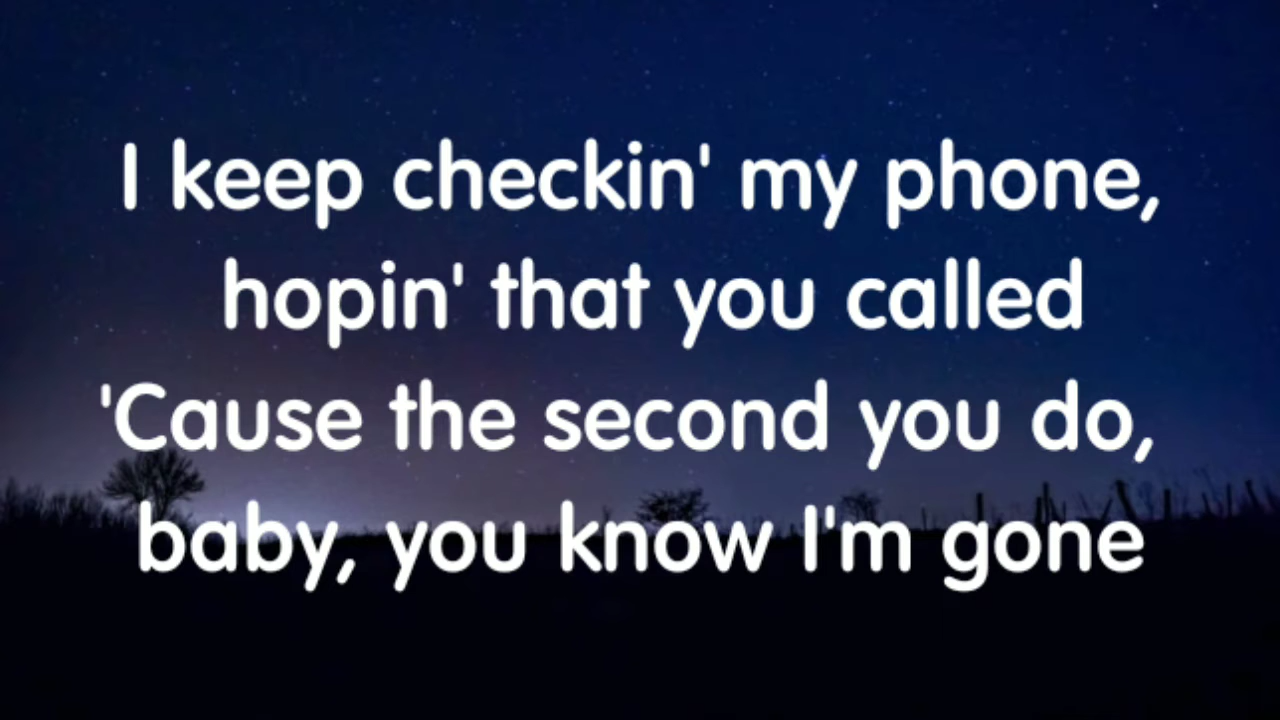 I keep checkin' my phone,
hopin' that you called
'Cause the second you do,
baby, you know I'm gone